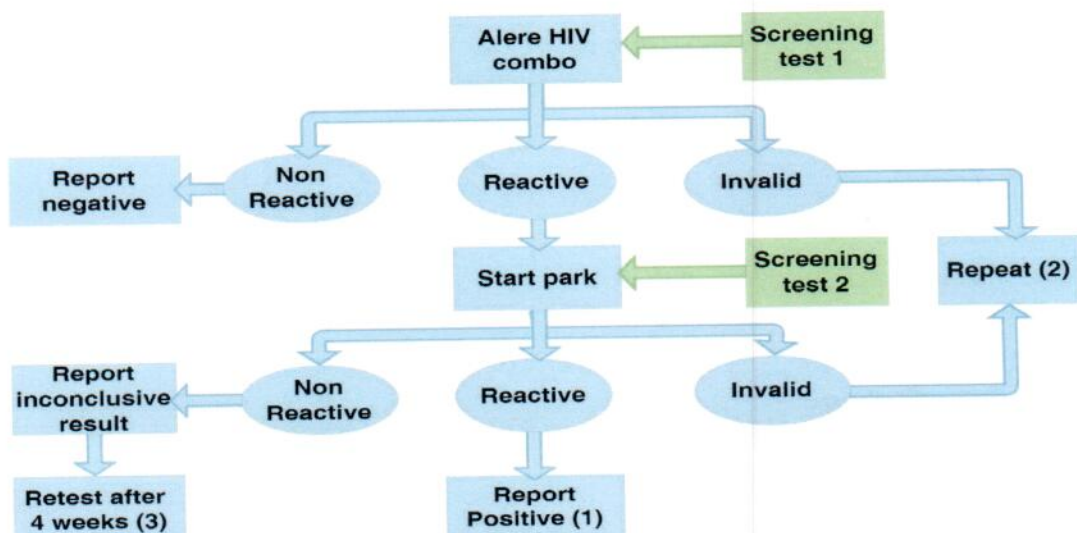 Alere HIV
combo
Screening
test 1
Report
negative
Non
Reactive
Reactive
Invalid
Start park
Screening
test 2
Repeat (2)
Report
inconclusive
result
Non
Reactive
Reactive
Invalid
Retest after
4 weeks (3)
Report
Positive (1)